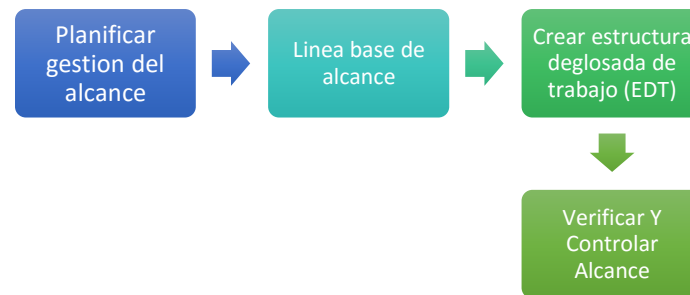 Planificar
gestion del
alcance
Linea base de
alcance
Crear estructura
deglosada de
trabajo (EDT)
Verificar Y
Controlar
Alcance